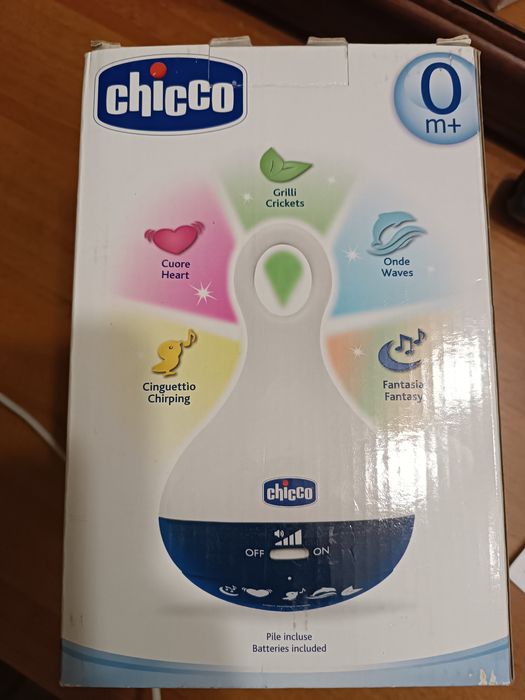 chicco
0
m+
Grilli
Crickets
Cuore
Heart
Onde
Waves
Cinguettio
Chirping
Fantasia
Fantasy
chicco
OFF ON
Pile incluse
Batteries included